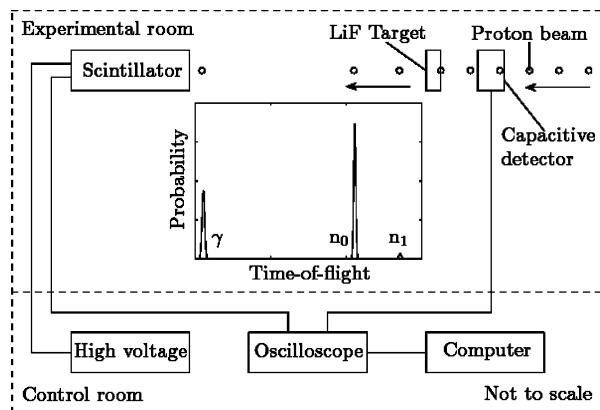 Experimental room
LiF Target
Proton beam
Scintillator
Capacitive
detector
Probability
γ
n0
n1
Time-of-flight
High voltage
Oscilloscope
Computer
Control room
Not to scale